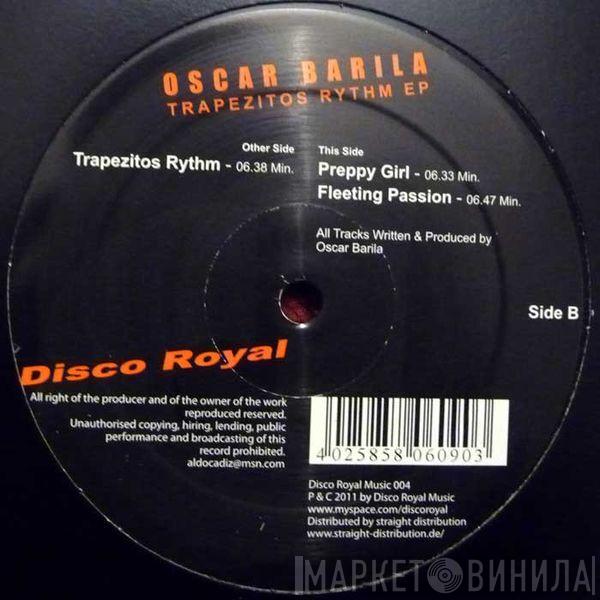 OSCAR BARILA
TRAPEZITOS RYTHM EP
Other Side
Trapezitos Rythm - 06.38 Min.
This Side
Preppy Girl - 06.33 Min.
Fleeting Passion - 06.47 Min.
All Tracks Written & Produced by
Oscar Barila
Side B
Disco Royal
All right of the producer and of the owner of the work
reproduced reserved.
Unauthorised copying, hiring, lending, public
performance and broadcasting of this
record prohibited.
aldocadiz@msn.com
4 025858 060903
Disco Royal Music 004
P & C 2011 by Disco Royal Music
www.myspace.com/discoroyal
Distributed by straight distribution
www.straight-distribution.de/
МАРКЕТ ВИНИЛА